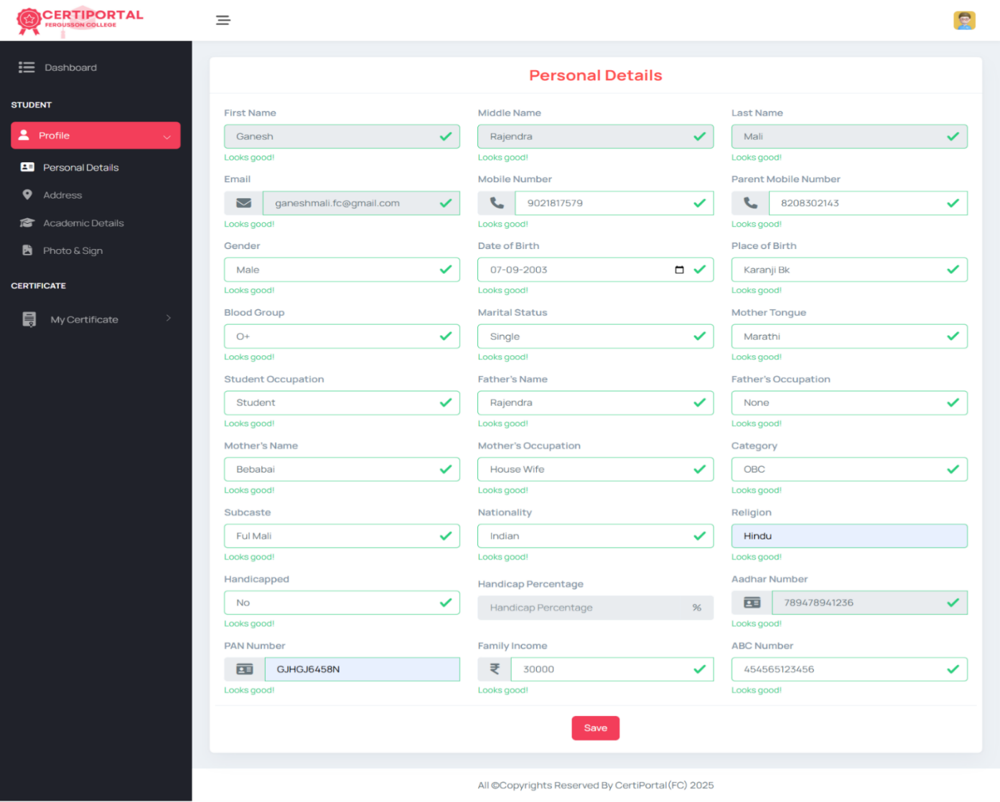 CERTIPORTAL
FERGUSSON COLLEGE
Dashboard
STUDENT
Profile
Personal Details
Address
Academic Details
Photo & Sign
CERTIFICATE
My Certificate
Personal Details
First Name Middle Name Last Name
Ganesh Rajendra Mali
Looks good! Looks good! Looks good!
Email Mobile Number Parent Mobile Number
ganeshmali.fc@gmail.com 9021817579 8208302143
Looks good! Looks good! Looks good!
Gender Date of Birth Place of Birth
Male 07-09-2003 Karanji Bk
Looks good! Looks good! Looks good!
Blood Group Marital Status Mother Tongue
O+ Single Marathi
Looks good! Looks good! Looks good!
Student Occupation Father's Name Father's Occupation
Student Rajendra None
Looks good! Looks good! Looks good!
Mother's Name Mother's Occupation Category
Bebabai House Wife OBC
Looks good! Looks good! Looks good!
Subcaste Nationality Religion
Ful Mali Indian Hindu
Looks good! Looks good! Looks good!
Handicapped Handicap Percentage Aadhar Number
No Handicap Percentage % 789478941236
Looks good! Looks good!
PAN Number Family Income ABC Number
GJHGJ6458N ₹ 30000 454565123456
Looks good! Looks good! Looks good!
Save
All ©Copyrights Reserved By CertiPortal(FC) 2025